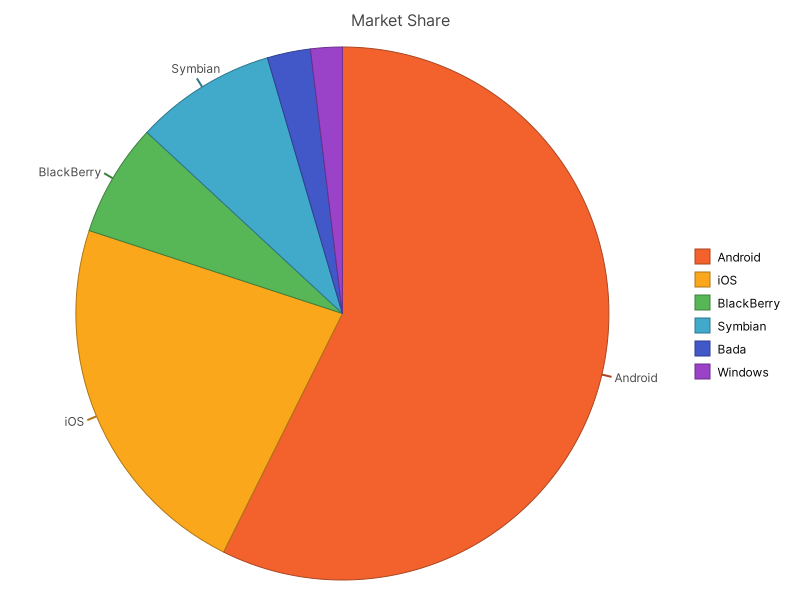 Market Share
Symbian
BlackBerry
iOS
Android
Android
iOS
BlackBerry
Symbian
Bada
Windows